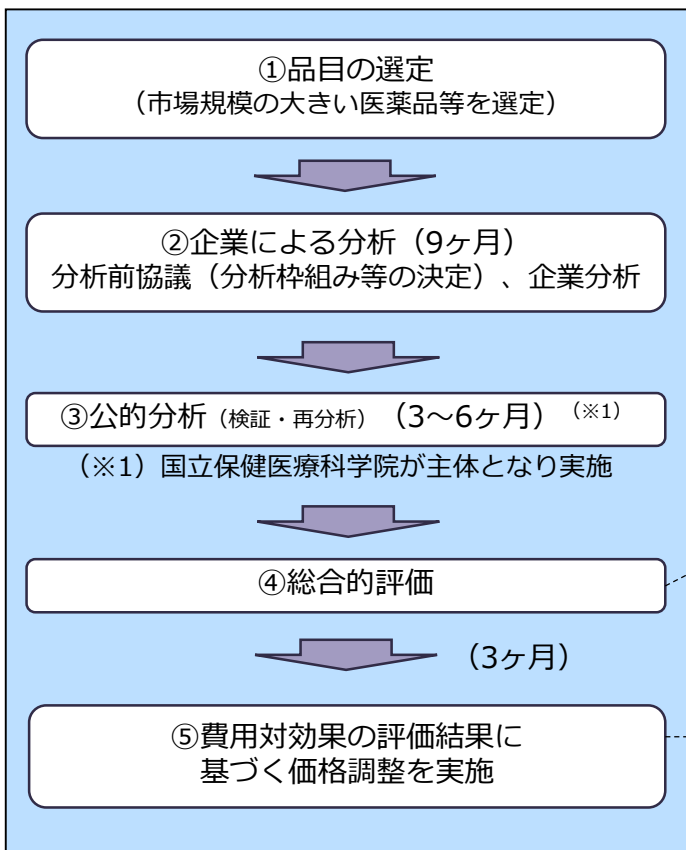 ①品目の選定
（市場規模の大きい医薬品等を選定）
②企業による分析（9ヶ月）
分析前協議（分析枠組み等の決定）、企業分析
③公的分析（検証・再分析）（3～6ヶ月）（※1）
（※1）国立保健医療科学院が主体となり実施
④総合的評価
（3ヶ月）
⑤費用対効果の評価結果に
基づく価格調整を実施